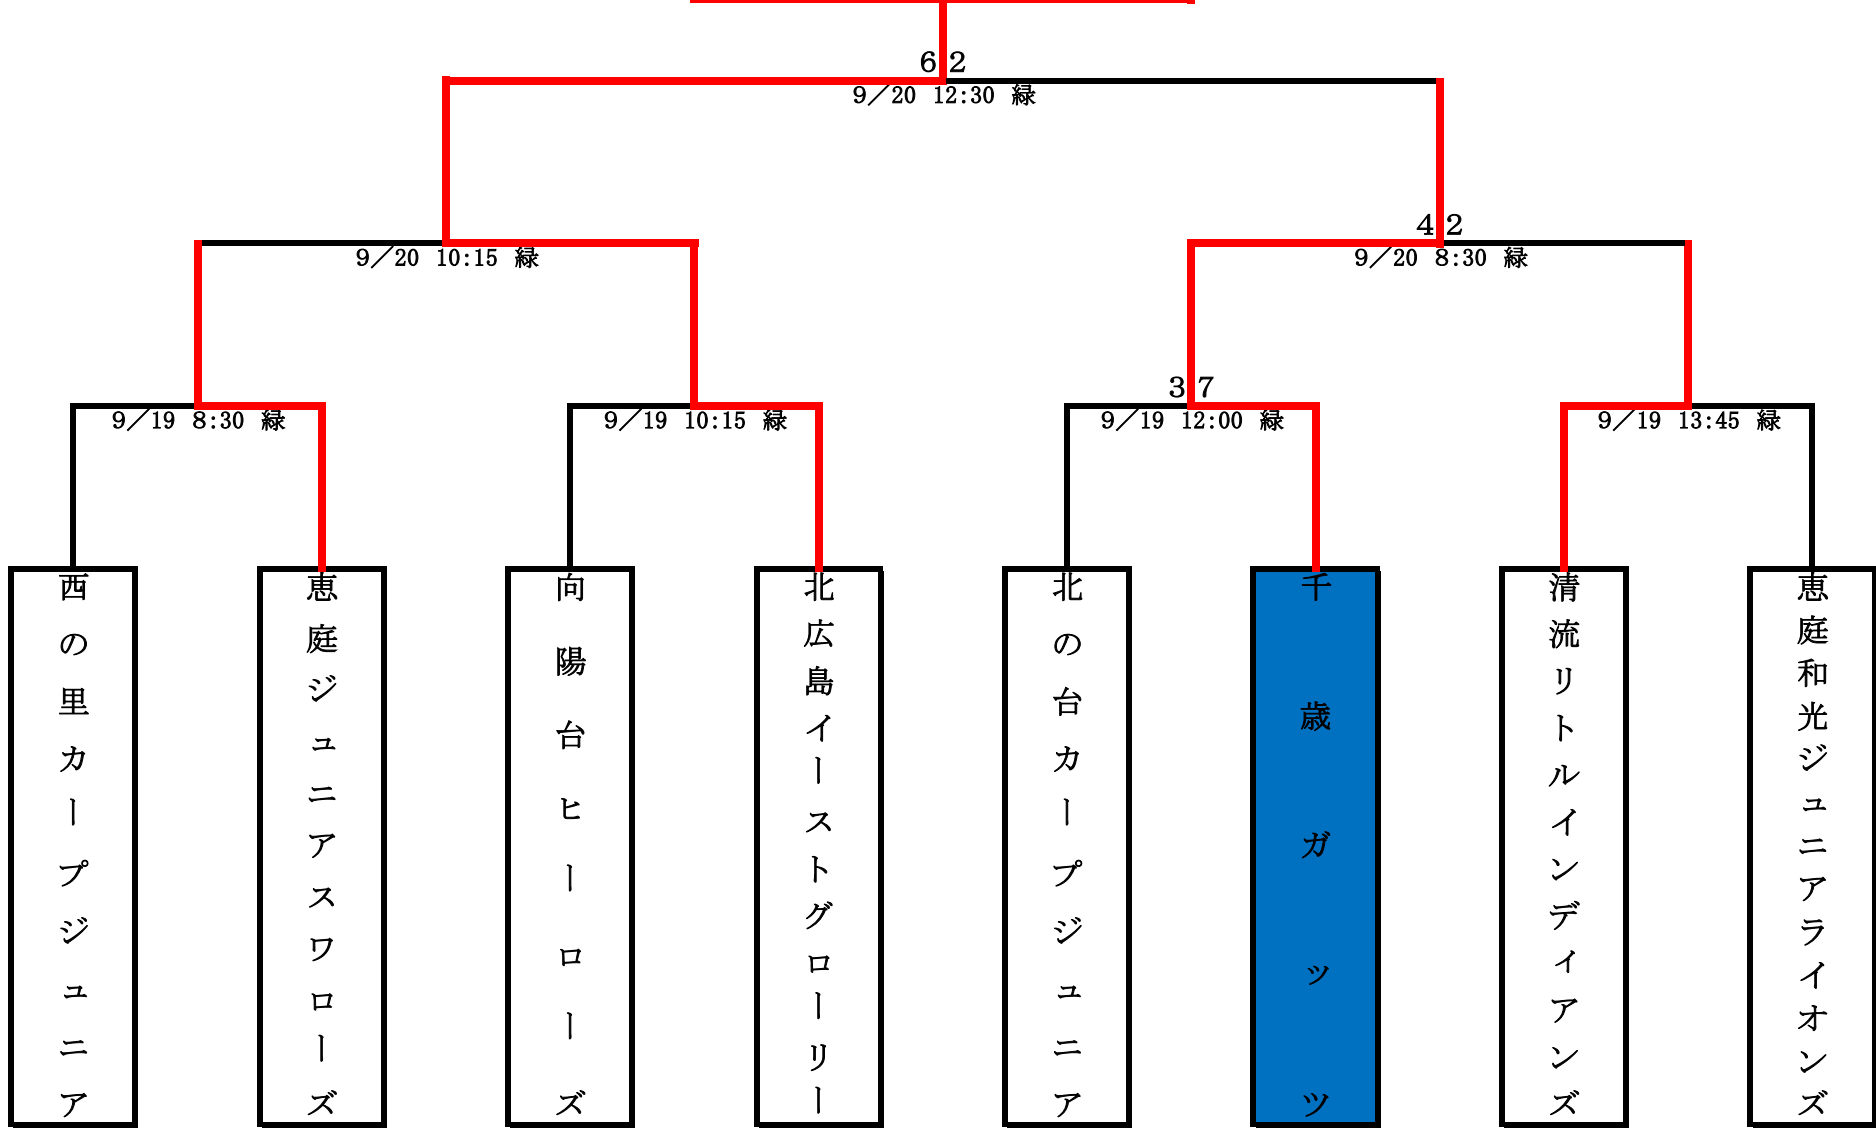 6 2
9／20 12:30 緑
4 2
9／20 10:15 緑
9／20 8:30 緑
3 7
9／19 8:30 緑
9／19 10:15 緑
9／19 12:00 緑
9／19 13:45 緑
西の里カープジュニア
恵庭ジュニアスワローズ
向陽台ヒーローズ
北広島イーストグローリー
北の台カープジュニア
千歳ガッツ
清流リトルインディアンズ
恵庭和光ジュニアライオンズ